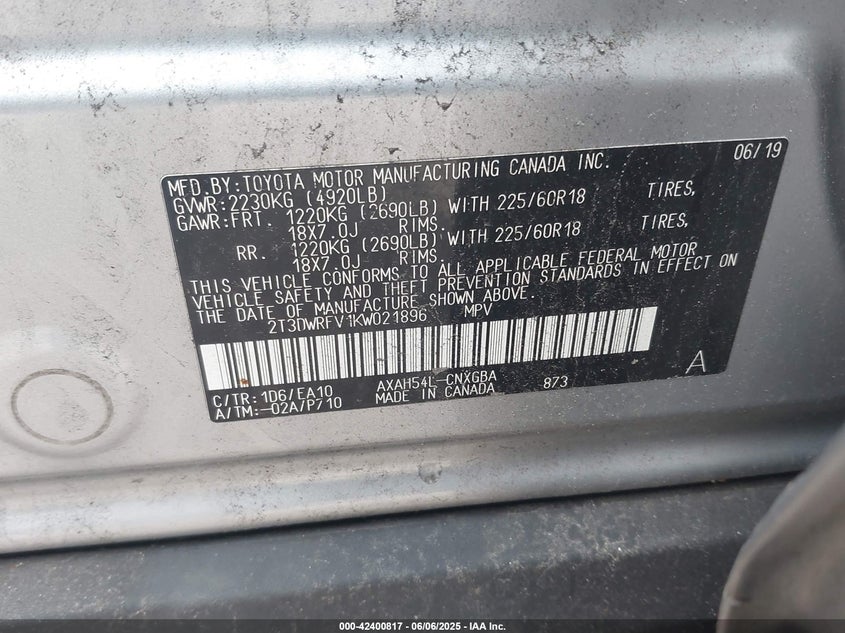 06/19
MFD.BY:TOYOTA MOTOR MANUFACTURING CANADA INC.
GVWR:2230KG (4920LB)
GAWR:FRT. 1220KG (2690LB) WITH 225/60R18 TIRES,
18X7.0J RIMS.
RR. 1220KG (2690LB) WITH 225/60R18 TIRES,
18X7.0J RIMS.
THIS VEHICLE CONFORMS TO ALL APPLICABLE FEDERAL MOTOR
VEHICLE SAFETY AND THEFT PREVENTION STANDARDS IN EFFECT ON
THE DATE OF MANUFACTURE SHOWN ABOVE.
2T3DWRFV1KW021896 MPV
C/TR: 1D6/EA10 AXAH54L-CNXGBA 873 A
A/TM:-02A/P710 MADE IN CANADA
000-42400817 - 06/06/2025 - IAA Inc.